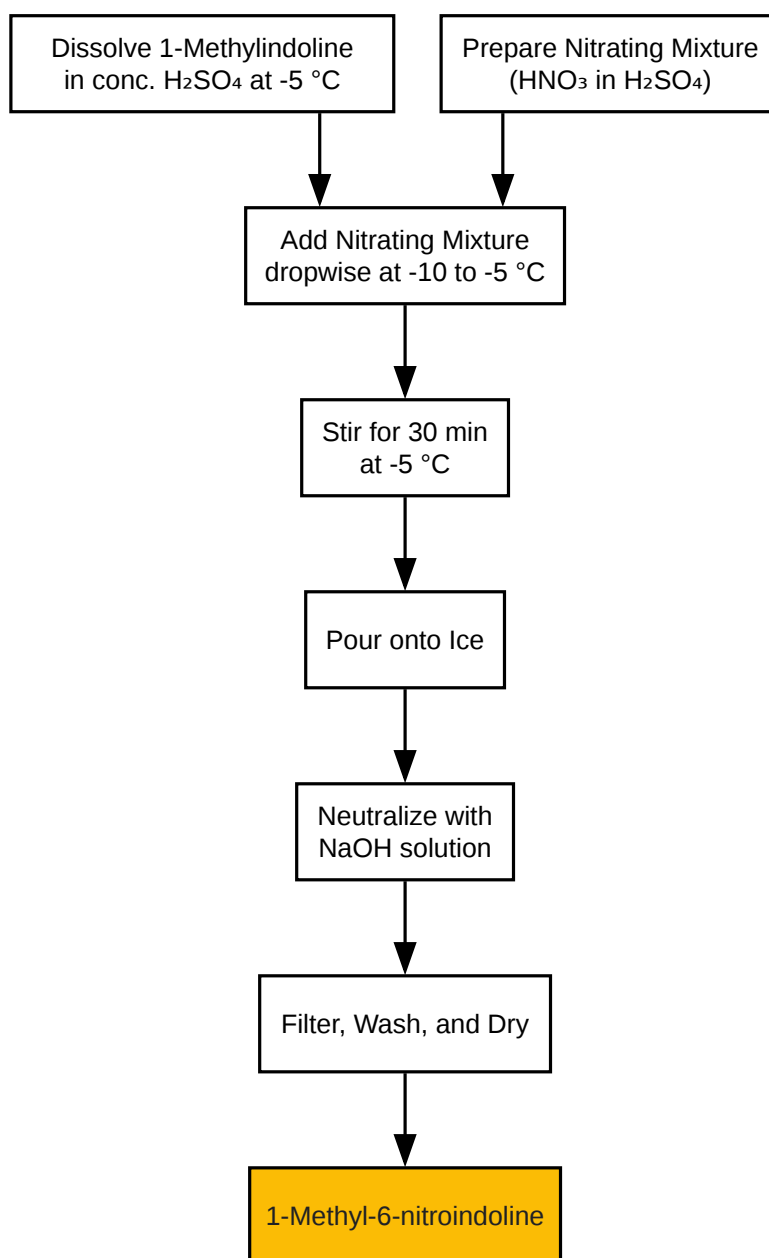 Dissolve 1-Methylindoline
in conc. H₂SO₄ at -5 °C
Prepare Nitrating Mixture
(HNO₃ in H₂SO₄)
Add Nitrating Mixture
dropwise at -10 to -5 °C
Stir for 30 min
at -5 °C
Pour onto Ice
Neutralize with
NaOH solution
Filter, Wash, and Dry
1-Methyl-6-nitroindoline